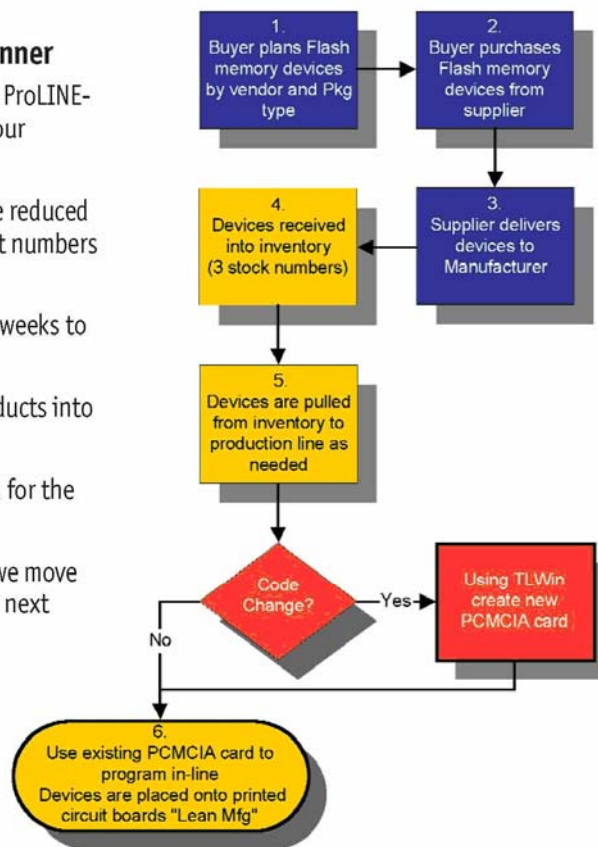 nner
ProLINE-
our
e reduced
t numbers
weeks to
ducts into
for the
we move
next
1.
Buyer plans Flash
memory devices
by vendor and Pkg
type
2.
Buyer purchases
Flash memory
devices from
supplier
3.
Supplier delivers
devices to
Manufacturer
4.
Devices received
into inventory
(3 stock numbers)
5.
Devices are pulled
from inventory to
production line as
needed
Code
Change?
Yes
Using TLWin
create new
PCMCIA card
No
6.
Use existing PCMCIA card to
program in-line
Devices are placed onto printed
circuit boards "Lean Mfg"